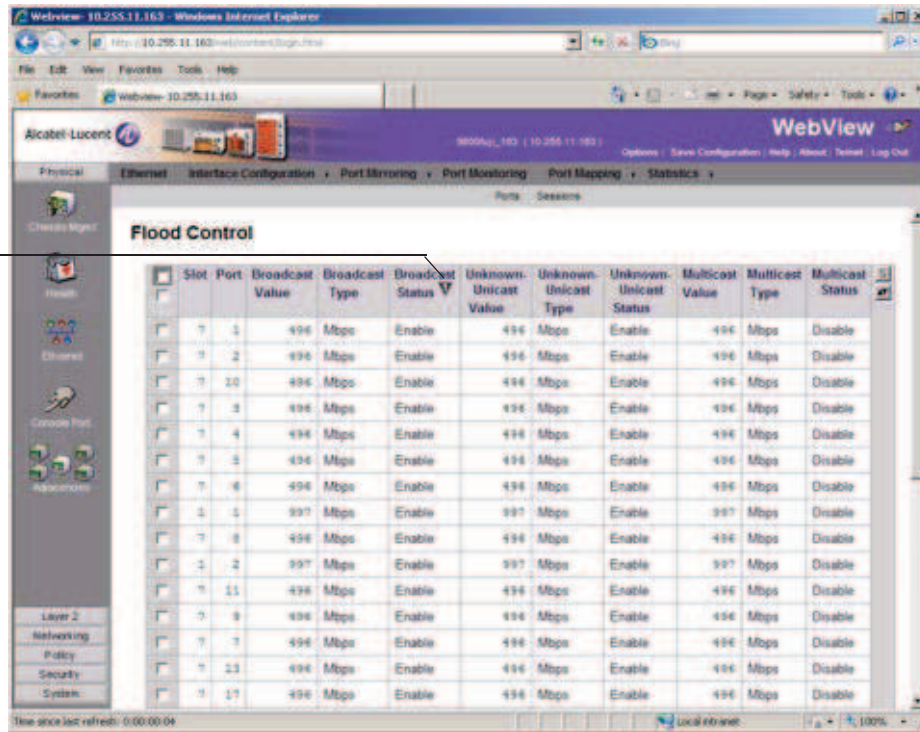 Webview- 10.255.11.163 - Windows Internet Explorer
Bing
File Edit View Favorites Tools Help
Favorites Webview- 10.255.11.163 Page Safety Tools
Alcatel-Lucent WebView
Options Save Configuration Help About Telnet Log Out
Physical Ethernet Interface Configuration Port Mirroring Port Monitoring Port Mapping Statistics
Ports Sessions
Chassis Mgmt
Health
Ethernet
Console Port
Flood Control
Slot Port Broadcast Value Broadcast Type Broadcast Status Unknown-Unicast Value Unknown-Unicast Type Unknown-Unicast Status Multicast Value Multicast Type Multicast Status
7 1 496 Mbps Enable 496 Mbps Enable 496 Mbps Disable
7 2 496 Mbps Enable 496 Mbps Enable 496 Mbps Disable
7 10 496 Mbps Enable 496 Mbps Enable 496 Mbps Disable
7 3 496 Mbps Enable 496 Mbps Enable 496 Mbps Disable
7 4 496 Mbps Enable 496 Mbps Enable 496 Mbps Disable
7 5 496 Mbps Enable 496 Mbps Enable 496 Mbps Disable
7 6 496 Mbps Enable 496 Mbps Enable 496 Mbps Disable
1 1 997 Mbps Enable 997 Mbps Enable 997 Mbps Disable
7 8 496 Mbps Enable 496 Mbps Enable 496 Mbps Disable
1 2 997 Mbps Enable 997 Mbps Enable 997 Mbps Disable
7 11 496 Mbps Enable 496 Mbps Enable 496 Mbps Disable
7 9 496 Mbps Enable 496 Mbps Enable 496 Mbps Disable
7 7 496 Mbps Enable 496 Mbps Enable 496 Mbps Disable
7 13 496 Mbps Enable 496 Mbps Enable 496 Mbps Disable
7 17 496 Mbps Enable 496 Mbps Enable 496 Mbps Disable
Layer 2
Networking
Policy
Security
System
Time since last refresh: 0:00:00:04 Local intranet 100%